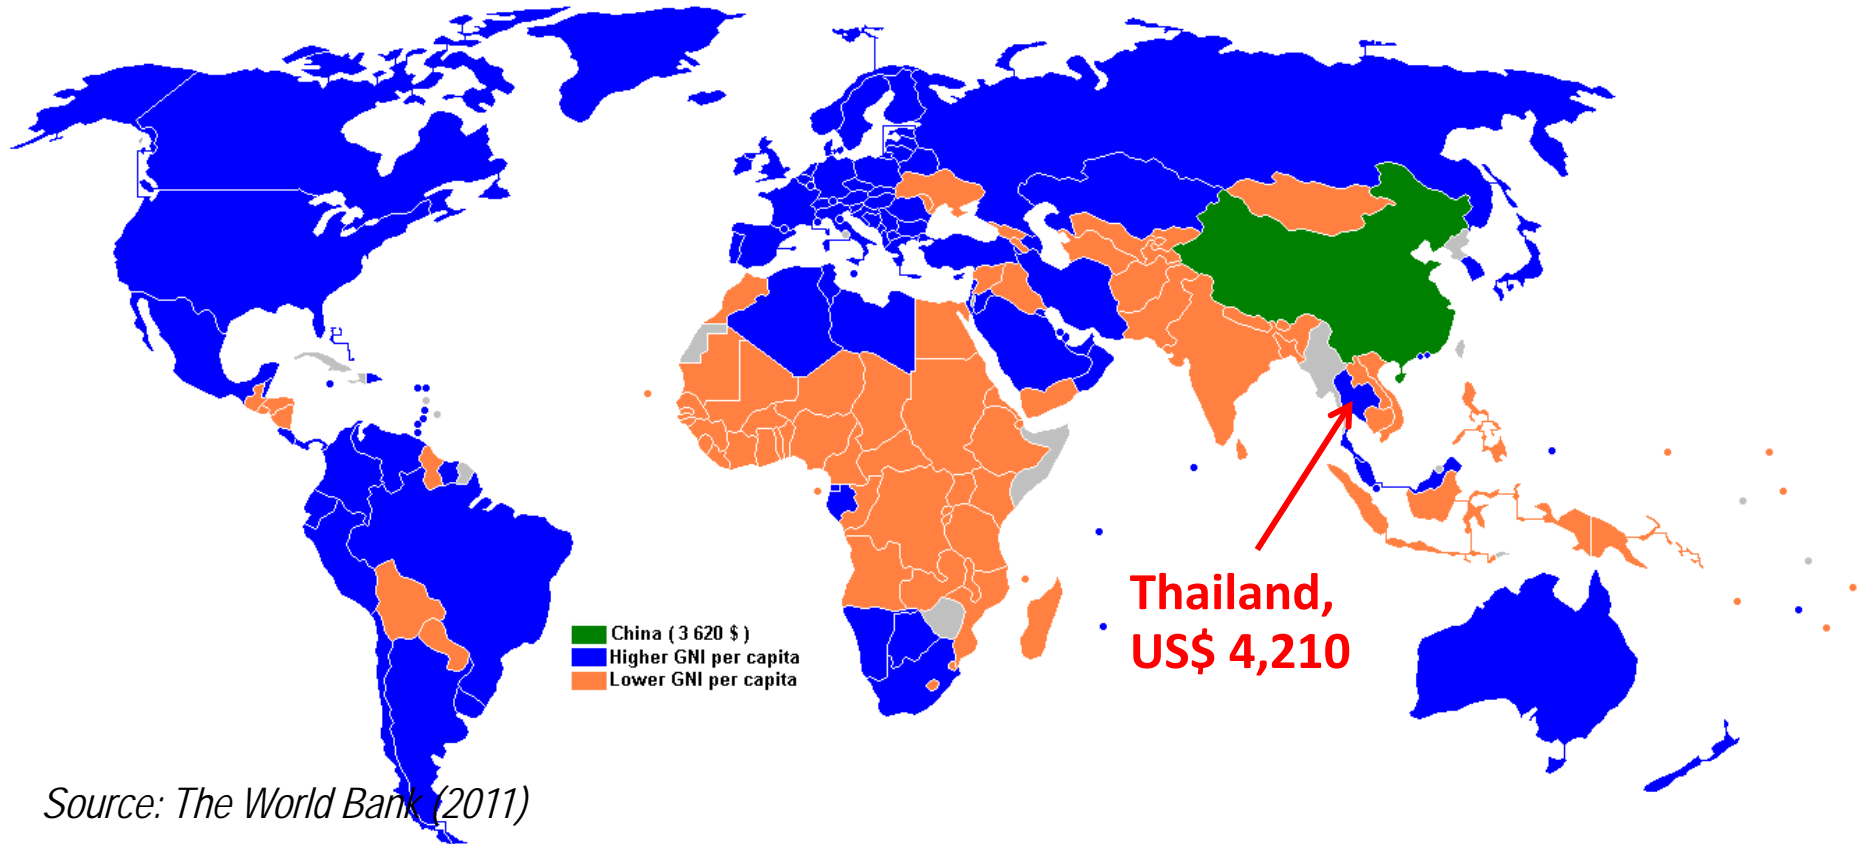 China ( 3 620 $ )
Higher GNI per capita
Lower GNI per capita
Thailand,
US$ 4,210
Source: The World Bank (2011)